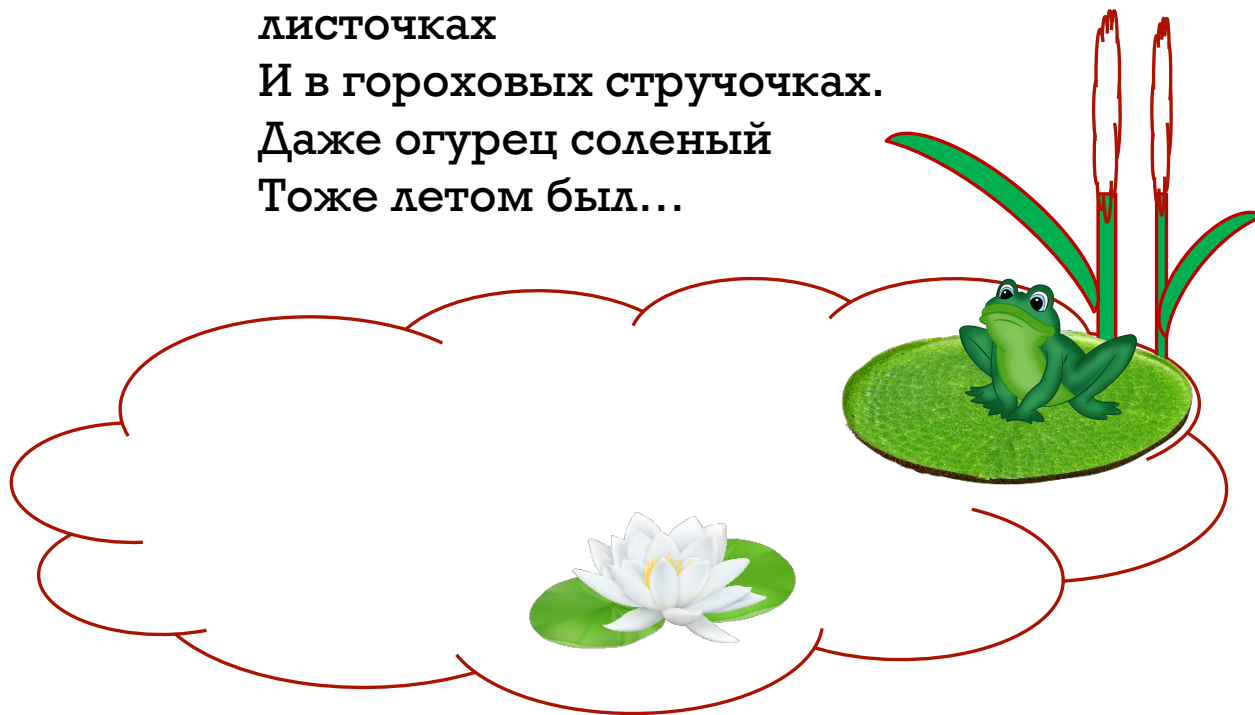 листочках
И в гороховых стручочках.
Даже огурец соленый
Тоже летом был...